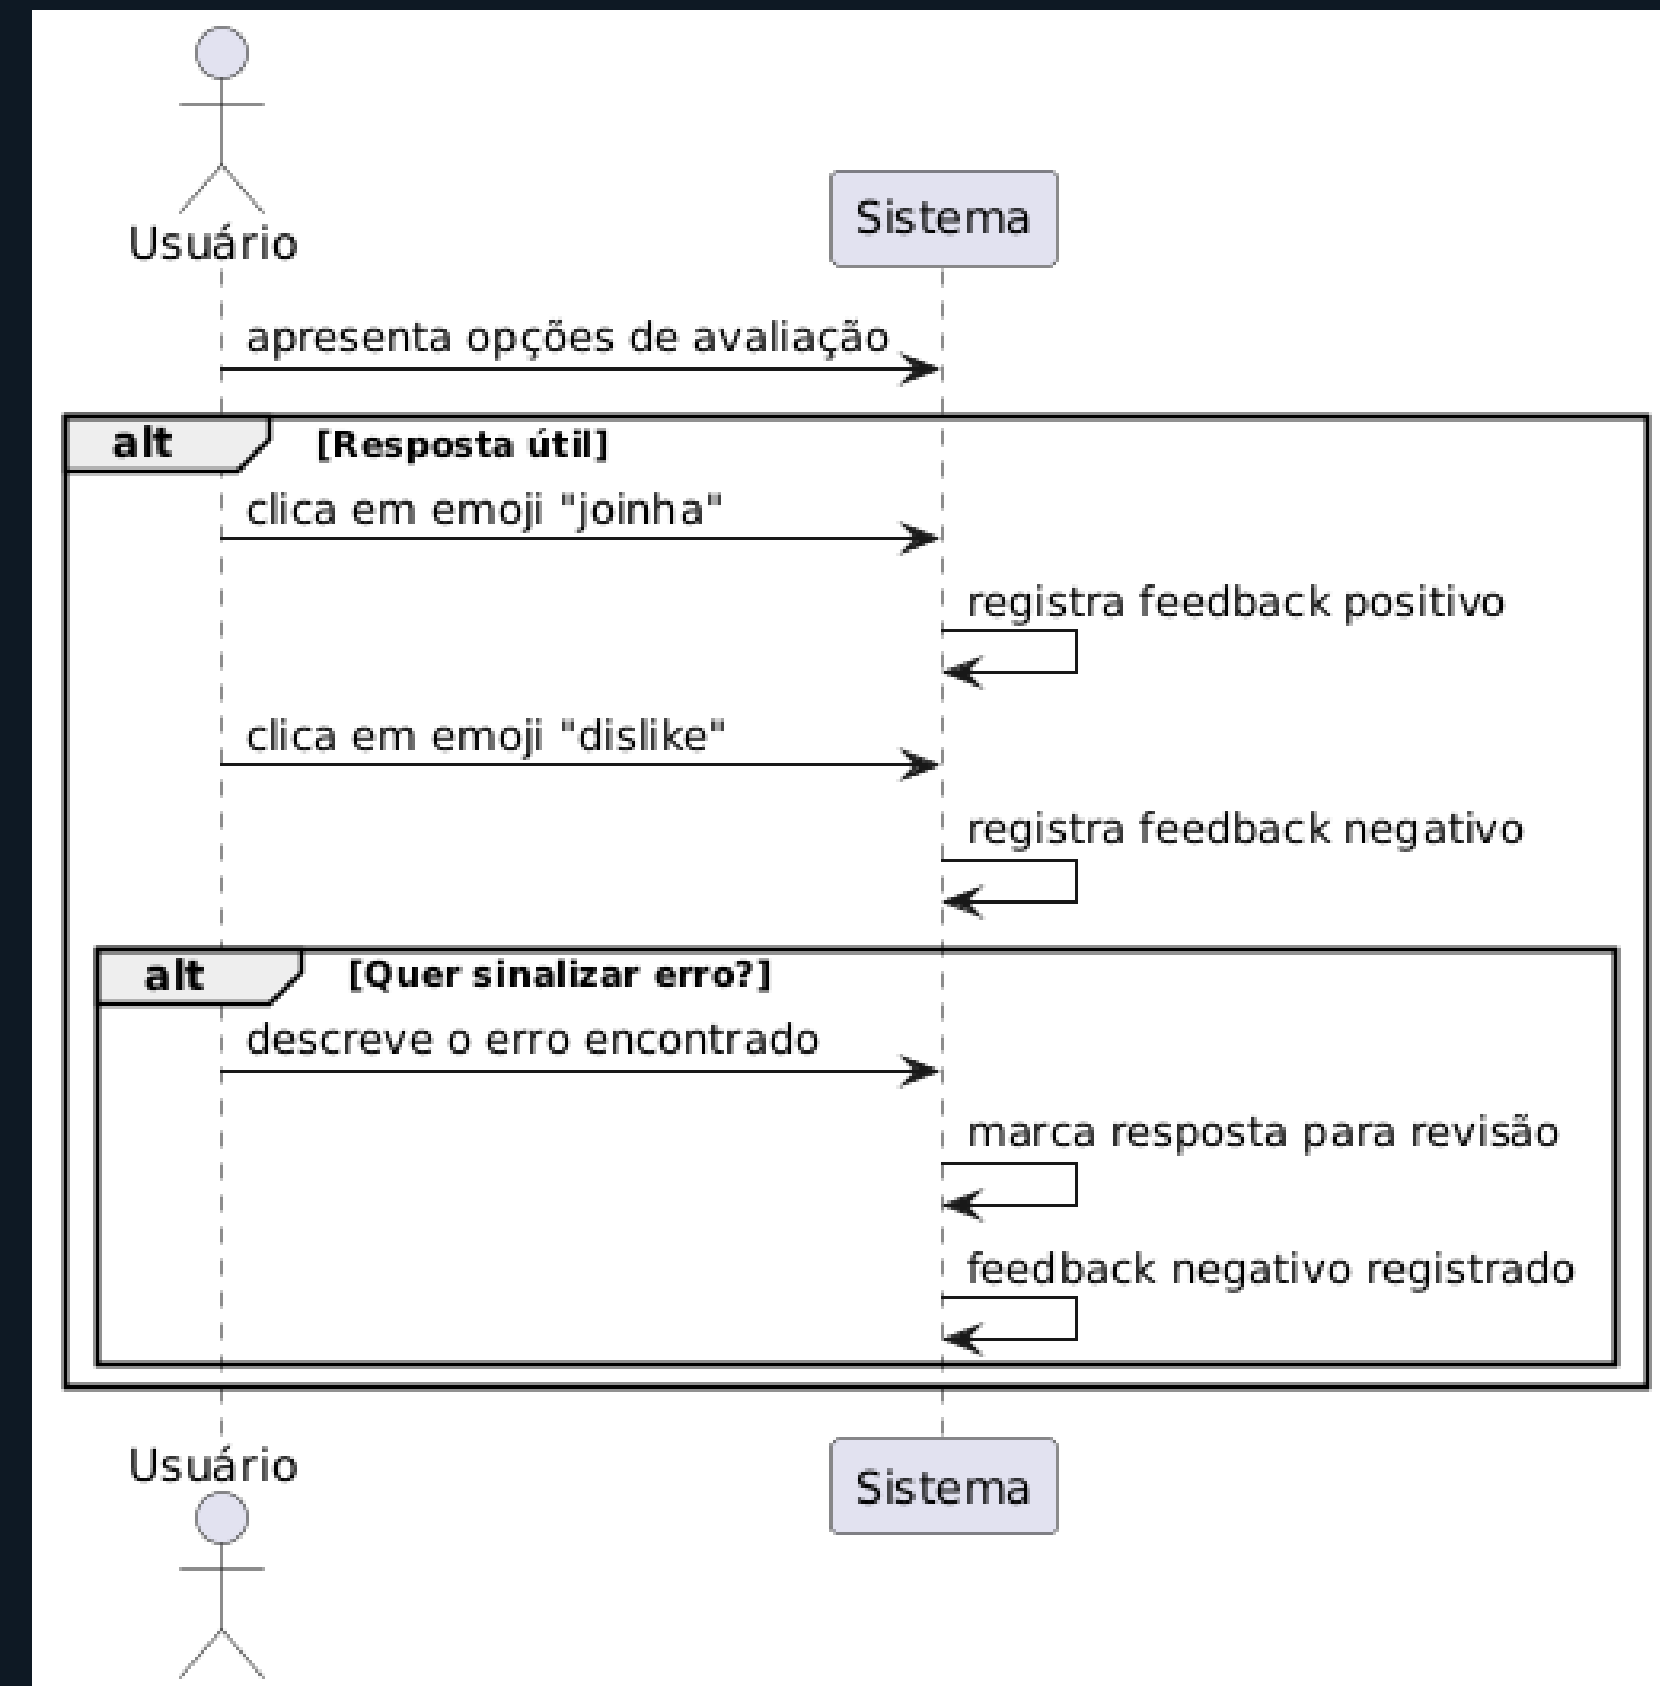 Usuário
Sistema
apresenta opções de avaliação
alt [Resposta útil]
clica em emoji "joinha"
registra feedback positivo
clica em emoji "dislike"
registra feedback negativo
alt [Quer sinalizar erro?]
descreve o erro encontrado
marca resposta para revisão
feedback negativo registrado
Usuário
Sistema